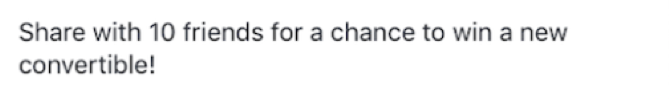 Share with 10 friends for a chance to win a new
convertible!